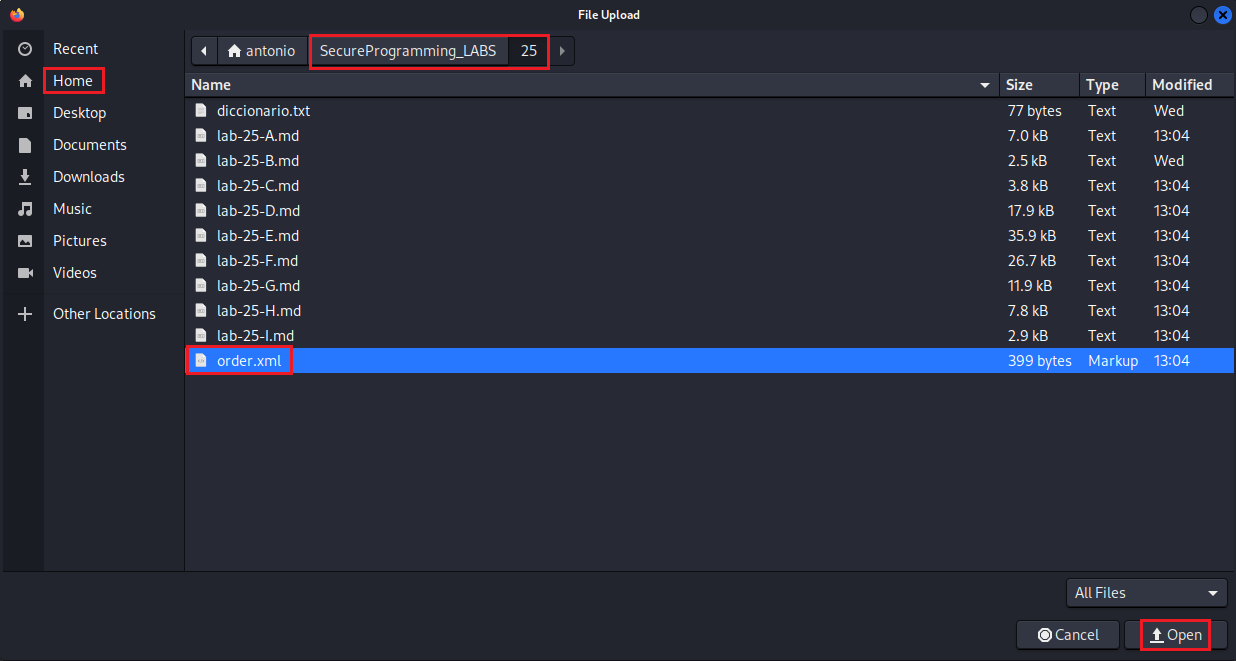 File Upload
Recent
Home
Desktop
Documents
Downloads
Music
Pictures
Videos
Other Locations
antonio SecureProgramming_LABS 25
Name Size Type Modified
diccionario.txt 77 bytes Text Wed
lab-25-A.md 7.0 kB Text 13:04
lab-25-B.md 2.5 kB Text Wed
lab-25-C.md 3.8 kB Text 13:04
lab-25-D.md 17.9 kB Text 13:04
lab-25-E.md 35.9 kB Text 13:04
lab-25-F.md 26.7 kB Text 13:04
lab-25-G.md 11.9 kB Text 13:04
lab-25-H.md 7.8 kB Text 13:04
lab-25-I.md 2.9 kB Text 13:04
order.xml 399 bytes Markup 13:04
All Files
Cancel Open